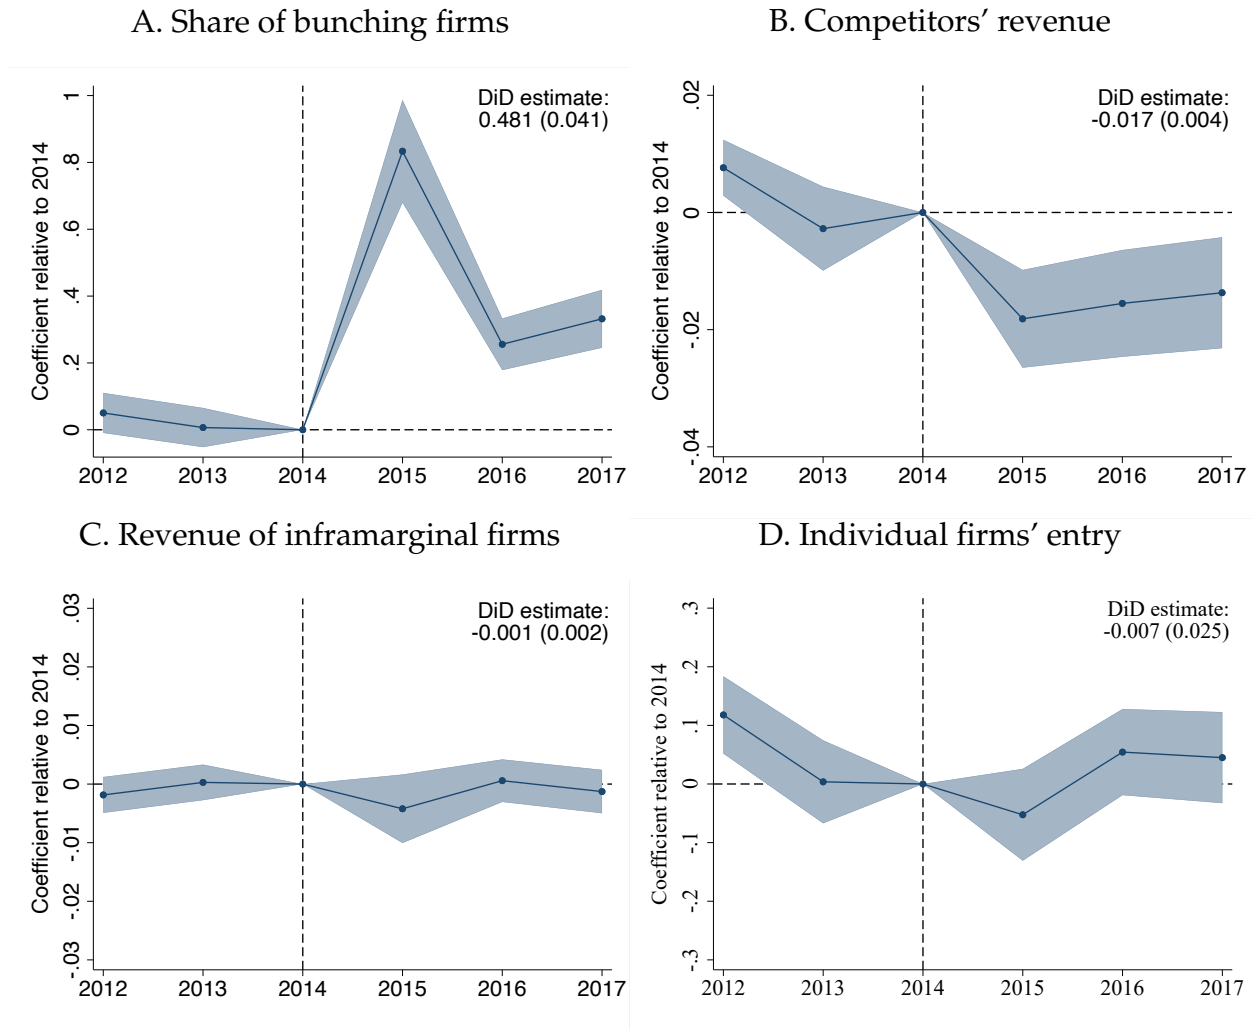 A. Share of bunching firms
DiD estimate:
0.481 (0.041)
Coefficient relative to 2014
1
.8
.6
.4
.2
0
2012 2013 2014 2015 2016 2017
B. Competitors’ revenue
DiD estimate:
-0.017 (0.004)
Coefficient relative to 2014
.02
0
-.02
-.04
2012 2013 2014 2015 2016 2017
C. Revenue of inframarginal firms
DiD estimate:
-0.001 (0.002)
Coefficient relative to 2014
.03
.02
.01
0
-.01
-.02
-.03
2012 2013 2014 2015 2016 2017
D. Individual firms’ entry
DiD estimate:
-0.007 (0.025)
Coefficient relative to 2014
.3
.2
.1
0
-.1
-.2
-.3
2012 2013 2014 2015 2016 2017